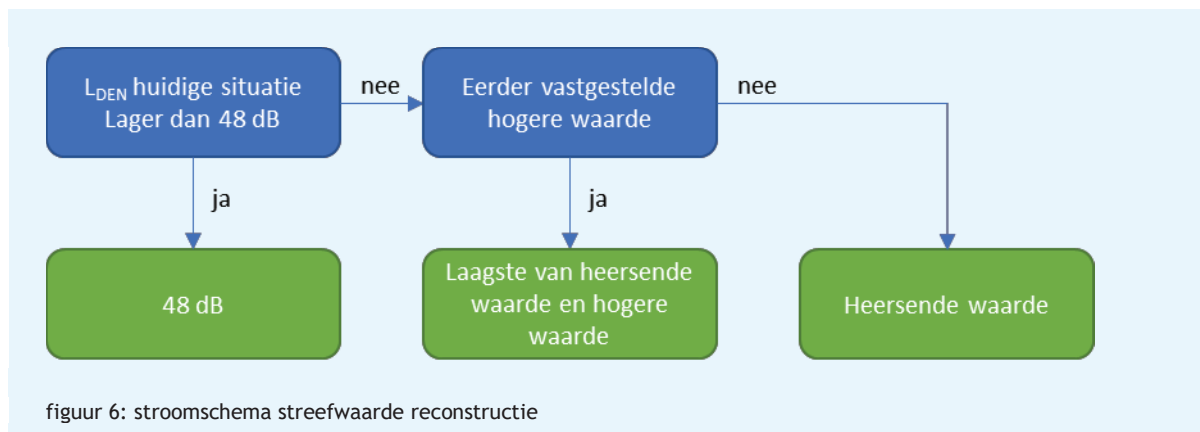 L_DEN huidige situatie
Lager dan 48 dB
nee
Eerder vastgestelde
hogere waarde
nee
ja
ja
48 dB
Laagste van heersende
waarde en hogere
waarde
Heersende waarde
figuur 6: stroomschema streefwaarde reconstructie